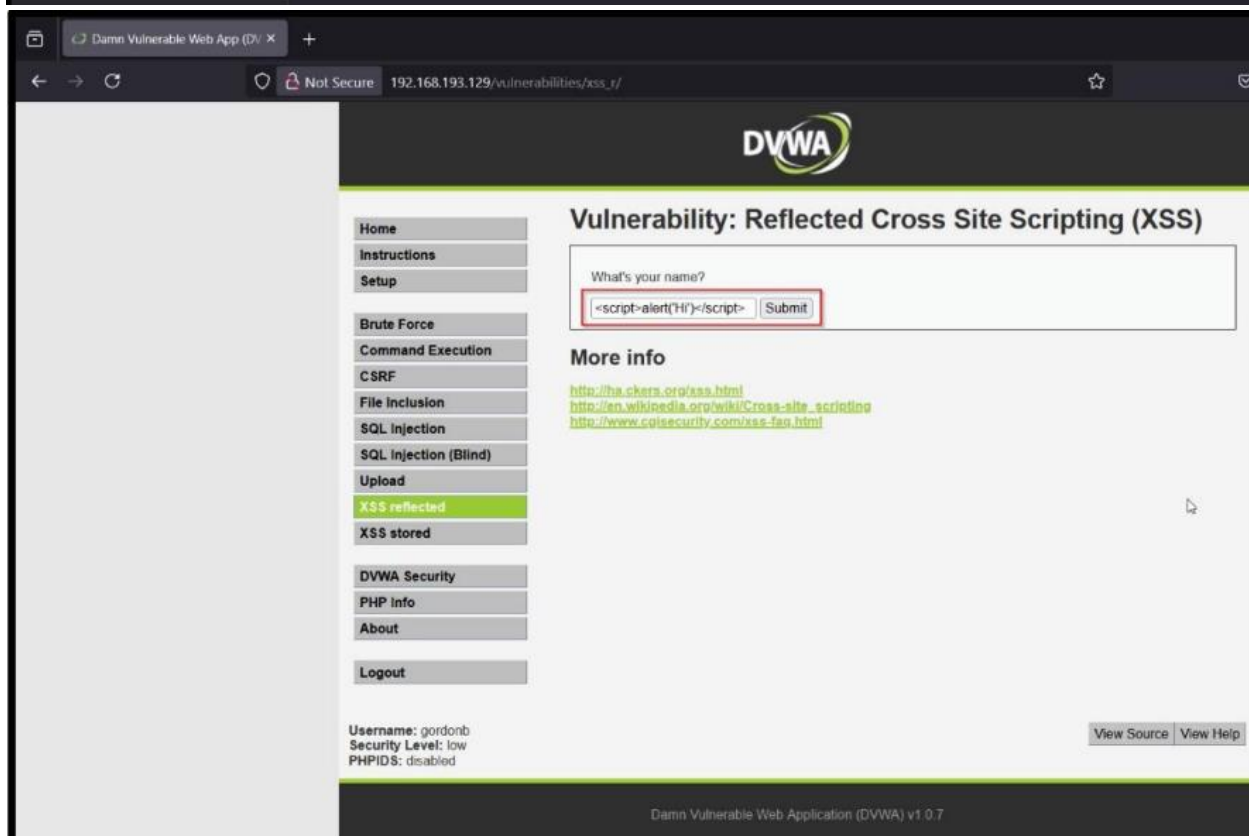 Damn Vulnerable Web App (DV
Not Secure 192.168.193.129/vulnerabilities/xss_r/
DVWA
Home
Instructions
Setup
Brute Force
Command Execution
CSRF
File Inclusion
SQL Injection
SQL Injection (Blind)
Upload
XSS reflected
XSS stored
DVWA Security
PHP Info
About
Logout
Username: gordonb
Security Level: low
PHPIDS: disabled
Vulnerability: Reflected Cross Site Scripting (XSS)
What's your name?
<script>alert('Hi')</script> Submit
More info
http://ha.ckers.org/xss.html
http://en.wikipedia.org/wiki/Cross-site_scripting
http://www.cgisecurity.com/xss-faq.html
View Source View Help
Damn Vulnerable Web Application (DVWA) v1.0.7